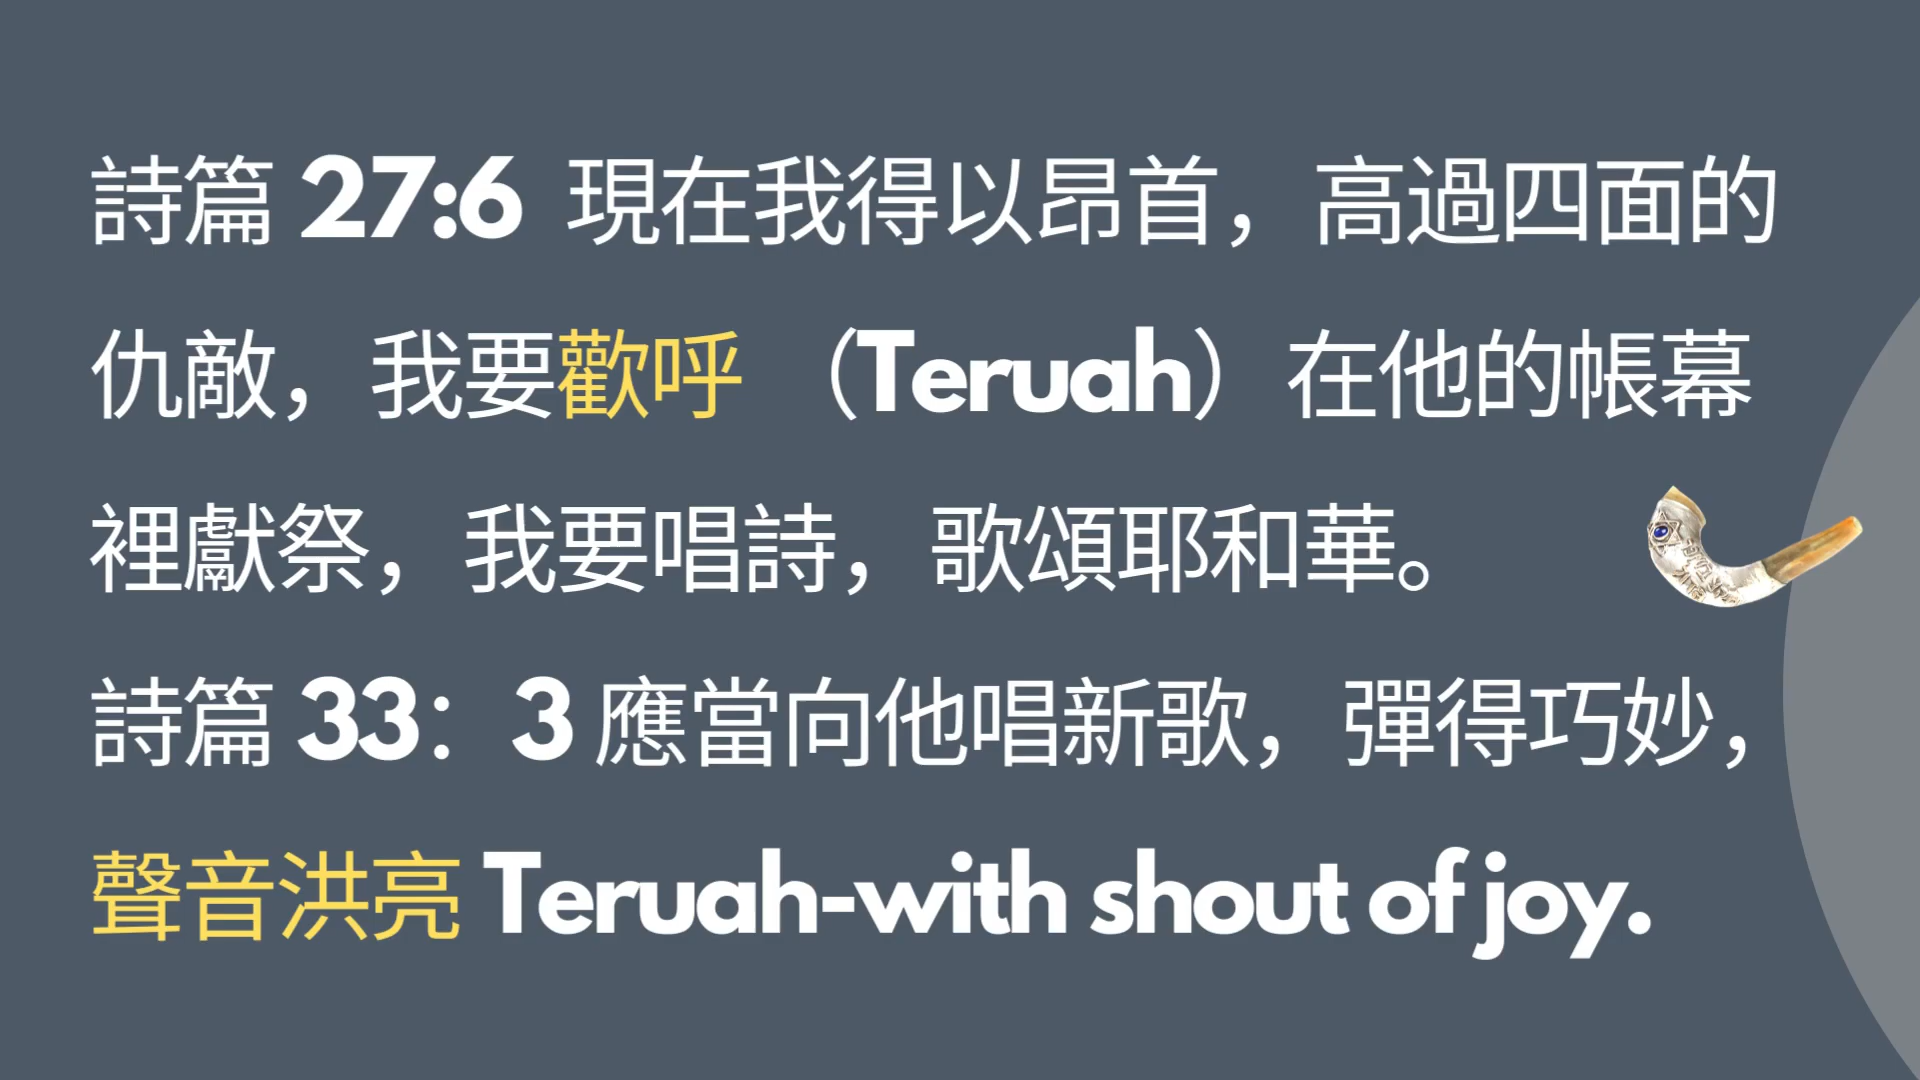 詩篇 27:6 現在我得以昂首，高過四面的
仇敵，我要歡呼 （Teruah）在他的帳幕
裡獻祭，我要唱詩，歌頌耶和華。
詩篇 33：3 應當向他唱新歌，彈得巧妙，
聲音洪亮 Teruah-with shout of joy.